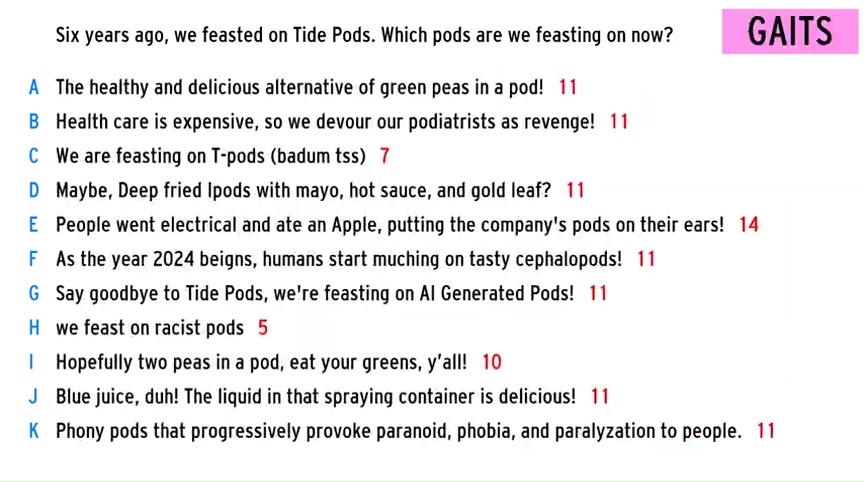 Six years ago, we feasted on Tide Pods. Which pods are we feasting on now?
GAITS
A The healthy and delicious alternative of green peas in a pod! 11
B Health care is expensive, so we devour our podiatrists as revenge! 11
C We are feasting on T-pods (badum tss) 7
D Maybe, Deep fried Ipods with mayo, hot sauce, and gold leaf? 11
E People went electrical and ate an Apple, putting the company's pods on their ears! 14
F As the year 2024 beigns, humans start muching on tasty cephalopods! 11
G Say goodbye to Tide Pods, we're feasting on AI Generated Pods! 11
H we feast on racist pods 5
I Hopefully two peas in a pod, eat your greens, y’all! 10
J Blue juice, duh! The liquid in that spraying container is delicious! 11
K Phony pods that progressively provoke paranoid, phobia, and paralyzation to people. 11